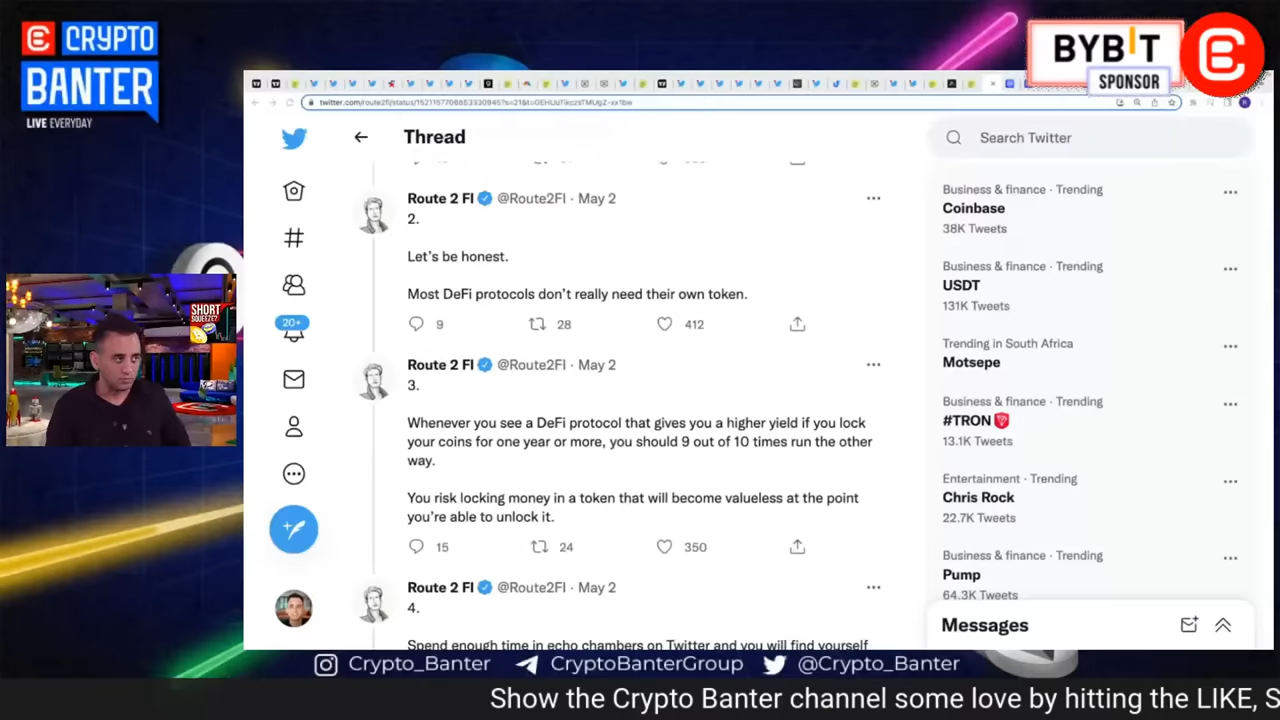 CRYPTO
BANTER
LIVE EVERYDAY
BYBIT
SPONSOR
Thread
Search Twitter
Route 2 FI @Route2FI · May 2
2.
Let's be honest.
Most DeFi protocols don't really need their own token.
9 28 412
Route 2 FI @Route2FI · May 2
3.
Whenever you see a DeFi protocol that gives you a higher yield if you lock
your coins for one year or more, you should 9 out of 10 times run the other
way.
You risk locking money in a token that will become valueless at the point
you're able to unlock it.
15 24 350
Route 2 FI @Route2FI · May 2
4.
Spend enough time in echo chambers on Twitter and you will find yourself
20+
Business & finance · Trending
Coinbase
38K Tweets
Business & finance · Trending
USDT
131K Tweets
Trending in South Africa
Motsepe
Business & finance · Trending
#TRON
13.1K Tweets
Entertainment · Trending
Chris Rock
22.7K Tweets
Business & finance · Trending
Pump
64.3K Tweets
Messages
SHORT
SQUEEZE?
Crypto_Banter CryptoBanterGroup @Crypto_Banter
Show the Crypto Banter channel some love by hitting the LIKE, S